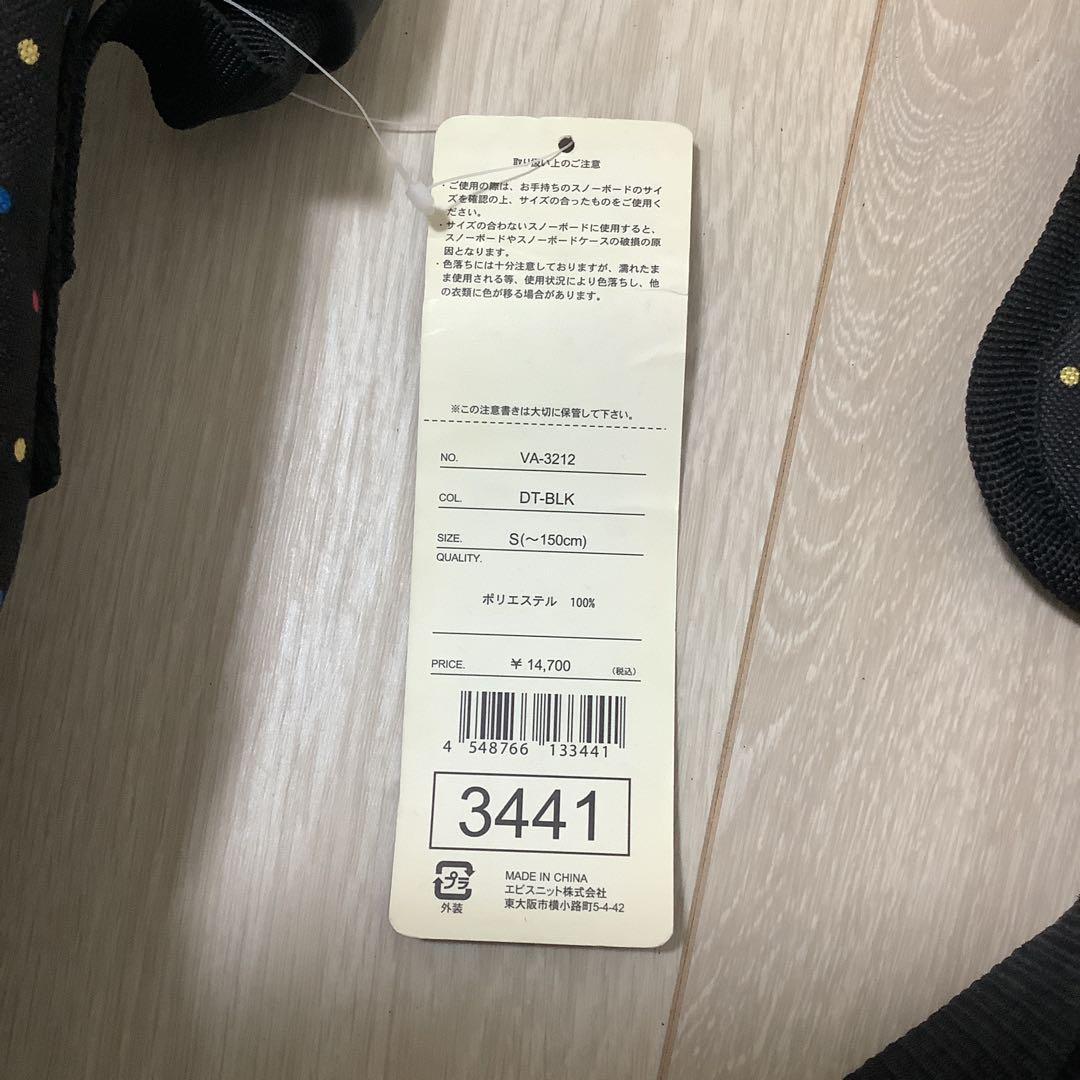 取り扱い上のご注意
・ご使用の際は、お手持ちのスノーボードのサイ
ズを確認の上、サイズの合ったものをご使用く
ださい。
・サイズの合わないスノーボードに使用すると、
スノーボードやスノーボードケースの破損の原
因となります。
・色落ちには十分注意しておりますが、濡れたま
ま使用される等、使用状況により色落ちし、他
の衣類に色が移る場合があります。
※この注意書きは大切に保管して下さい。
NO. VA-3212
COL. DT-BLK
SIZE. S(～150cm)
QUALITY.
ポリエステル 100%
PRICE. ¥ 14,700 (税込)
4 548766 133441
3441
プラ
外装
MADE IN CHINA
エビスニット株式会社
東大阪市横小路町5-4-42